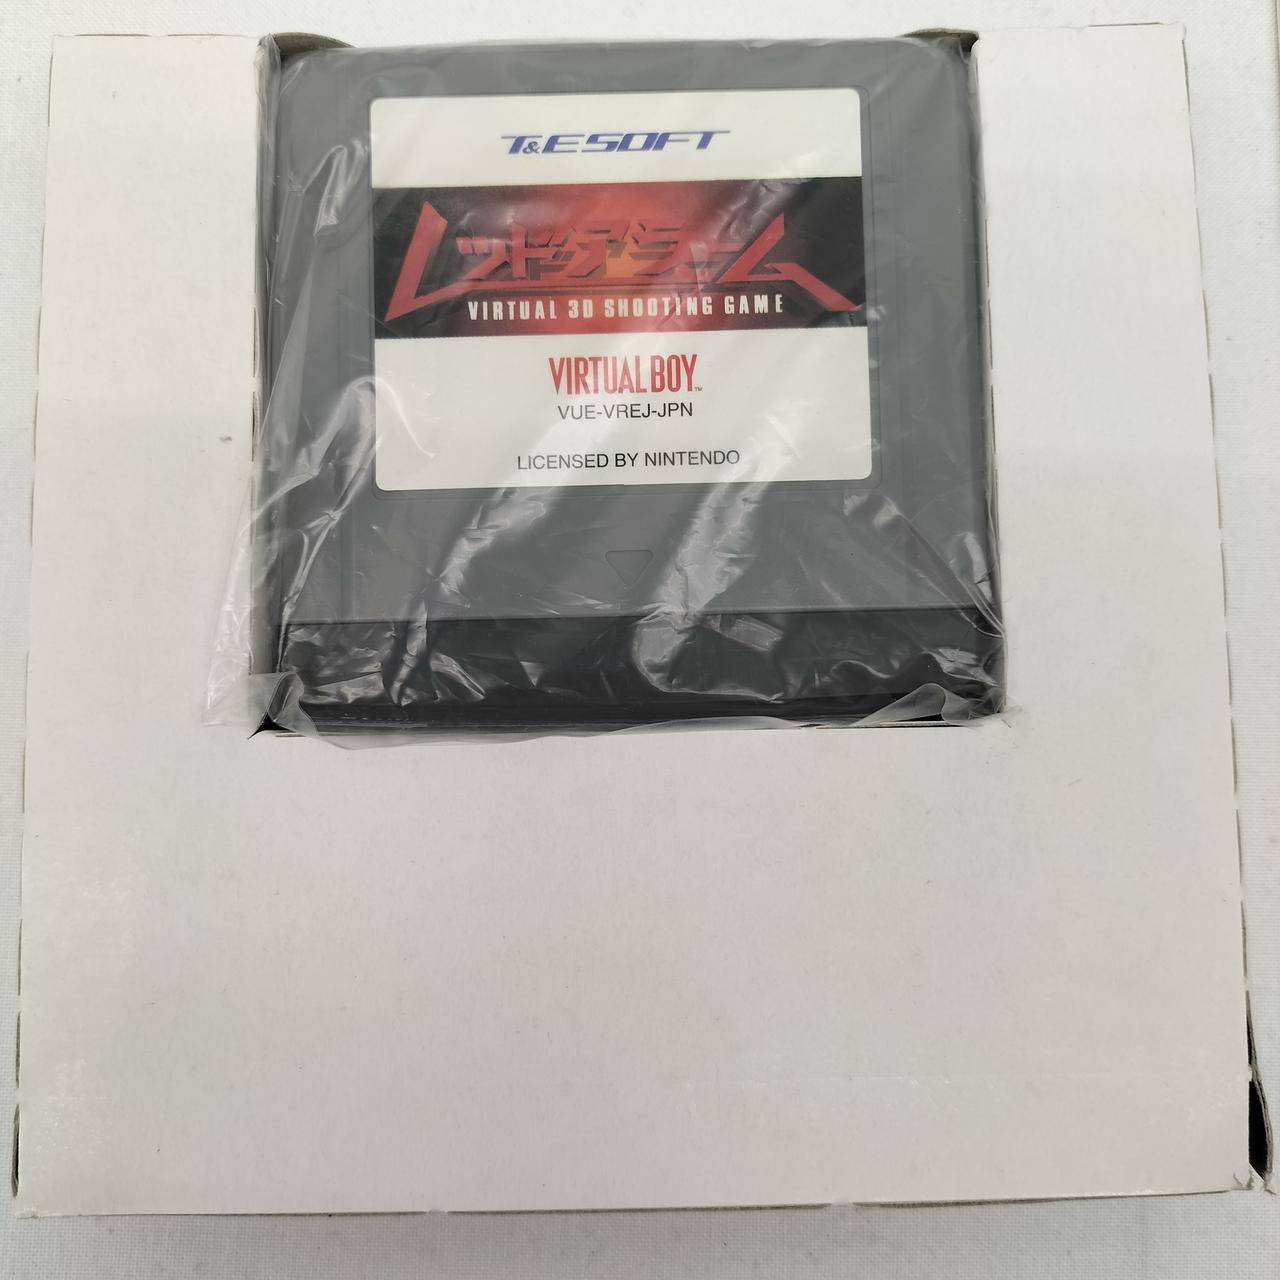 T&E SOFT
レッドアラーム
VIRTUAL 3D SHOOTING GAME
VIRTUAL BOY™
VUE-VREJ-JPN
LICENSED BY NINTENDO